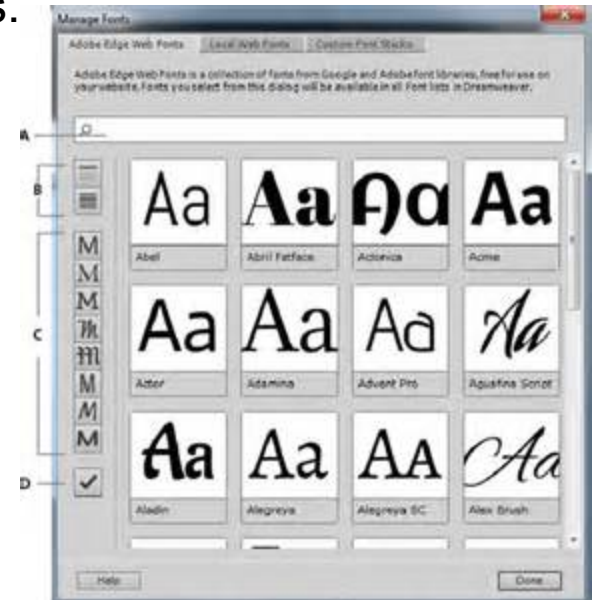 6.
Manage Fonts
Adobe Edge Web Fonts Local Web Fonts Custom Font Stacks
Adobe Edge Web Fonts is a collection of fonts from Google and Adobe font libraries, free for use on
your website. Fonts you select from this dialog will be available in all Font lists in Dreamweaver.
A
B
C
D
M
M
M
M
M
M
M
M
Aa Aa Aa Aa
Abel Abril Fatface Aclonica Acme
Aa Aa Aa Aa
Actor Adamina Advent Pro Aguafina Script
Aa Aa AA Aa
Aladin Alegreya Alegreya SC Alex Brush
Help Done